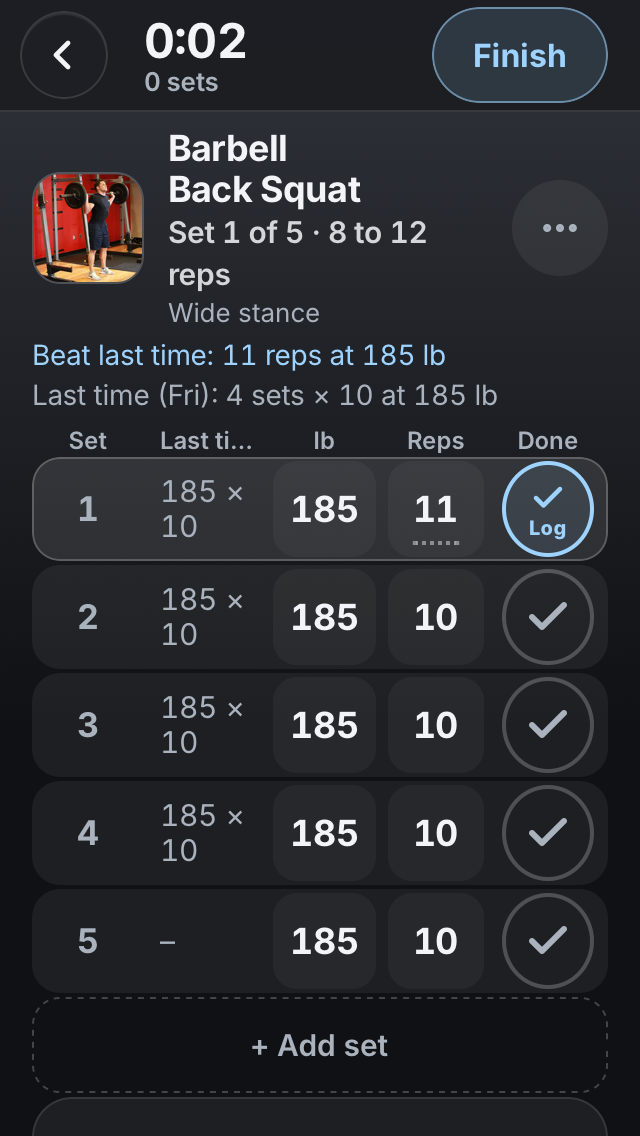 0:02
0 sets
Finish
Barbell
Back Squat
Set 1 of 5 · 8 to 12
reps
Wide stance
Beat last time: 11 reps at 185 lb
Last time (Fri): 4 sets × 10 at 185 lb
Set Last ti... lb Reps Done
1 185 × 185 11
10 Log
2 185 × 185 10
10
3 185 × 185 10
10
4 185 × 185 10
10
5 – 185 10
+ Add set